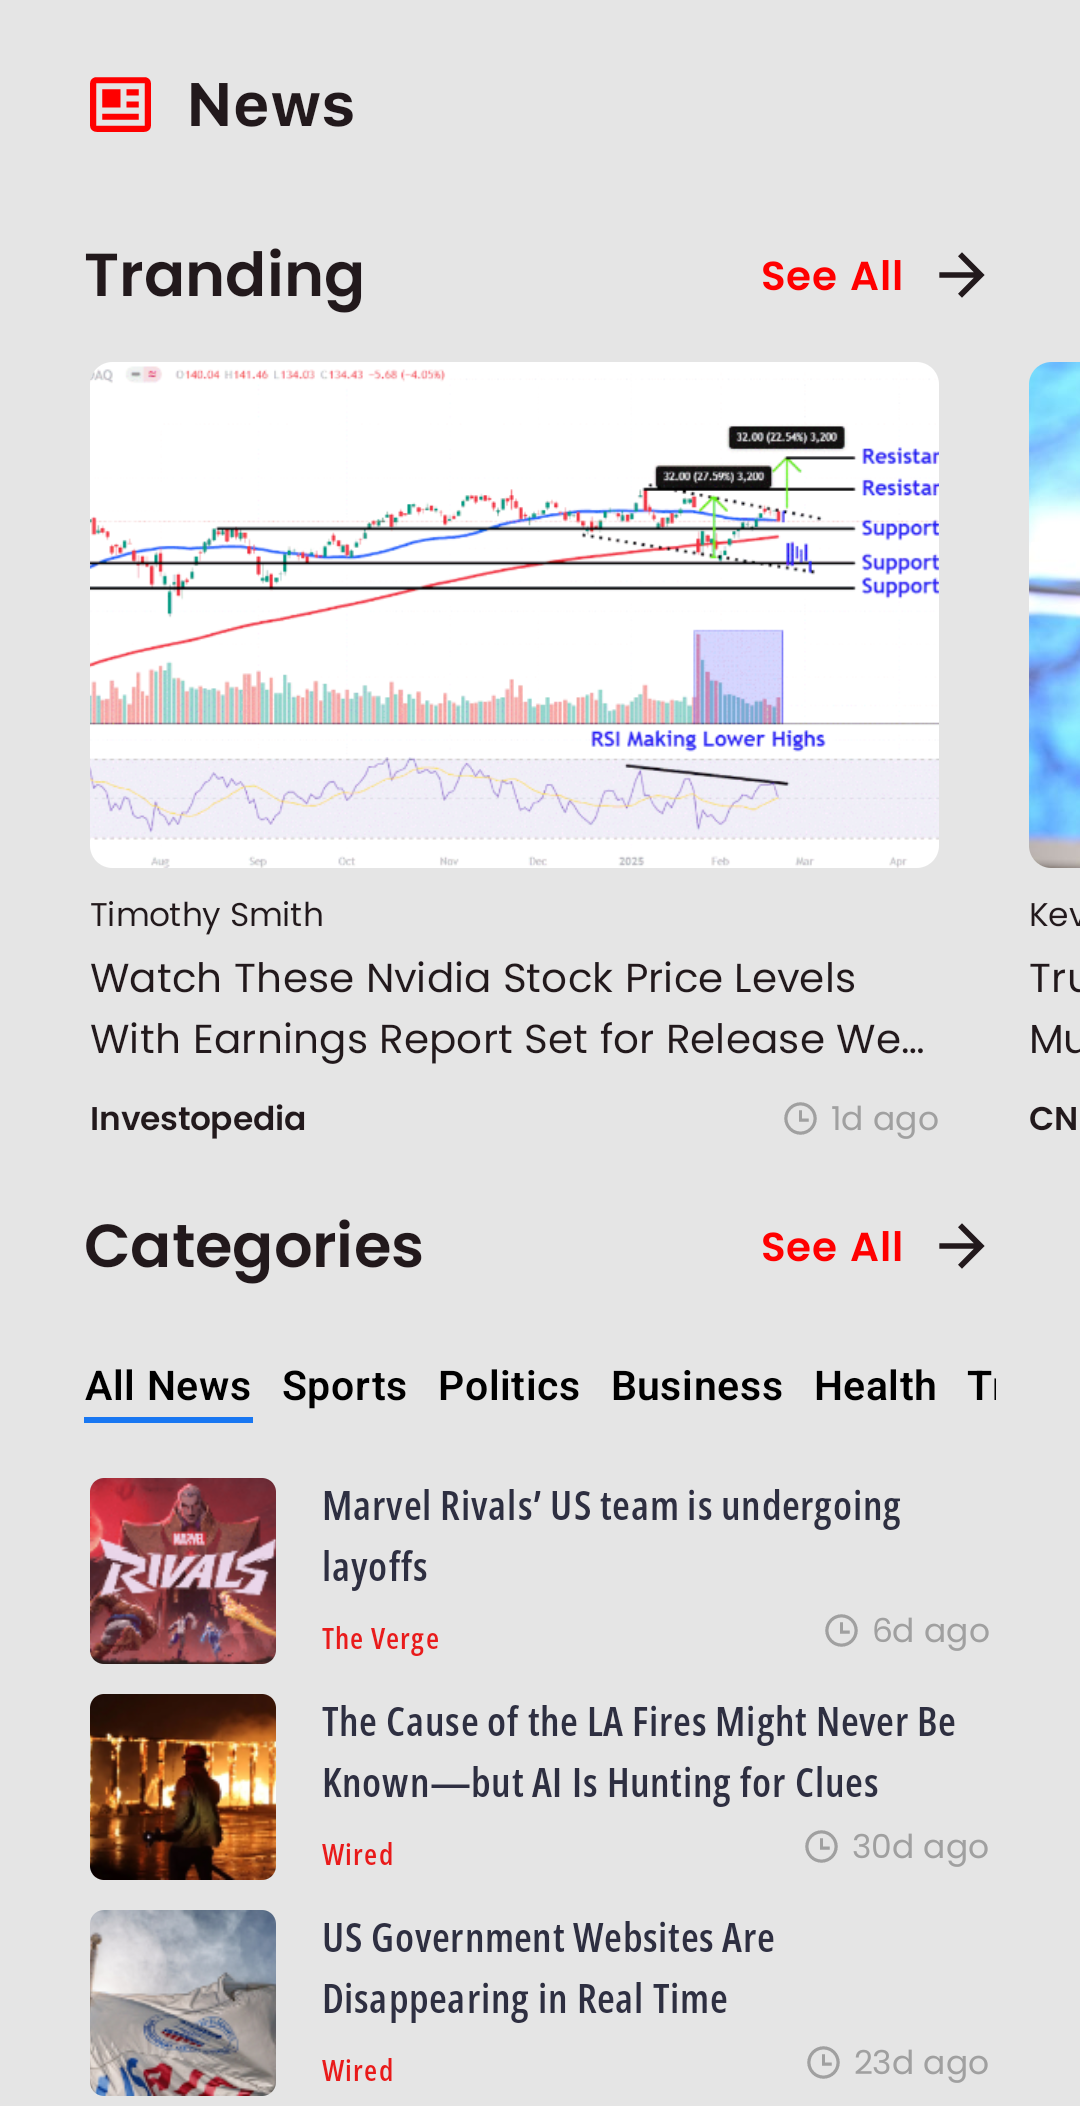 News
Tranding
See All
O140.04 H141.46 L134.03 C134.43 −5.68 (−4.05%)
32.00 (22.54%) 3,200
32.00 (27.59%) 3,200
Resistan
Resistan
Support
Support
Support
RSI Making Lower Highs
Aug Sep Oct Nov Dec 2025 Feb Mar Apr
Timothy Smith
Kev
Watch These Nvidia Stock Price Levels
With Earnings Report Set for Release We...
Tru
Mu
Investopedia
1d ago
CN
Categories
See All
All News Sports Politics Business Health
Marvel Rivals’ US team is undergoing
layoffs
The Verge
6d ago
MARVEL
RIVALS
The Cause of the LA Fires Might Never Be
Known—but AI Is Hunting for Clues
Wired
30d ago
US Government Websites Are
Disappearing in Real Time
Wired
23d ago